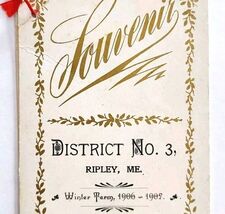 Souvenir
DISTRICT NO. 3,
RIPLEY, ME.
Winter Term, 1906 - 1907.